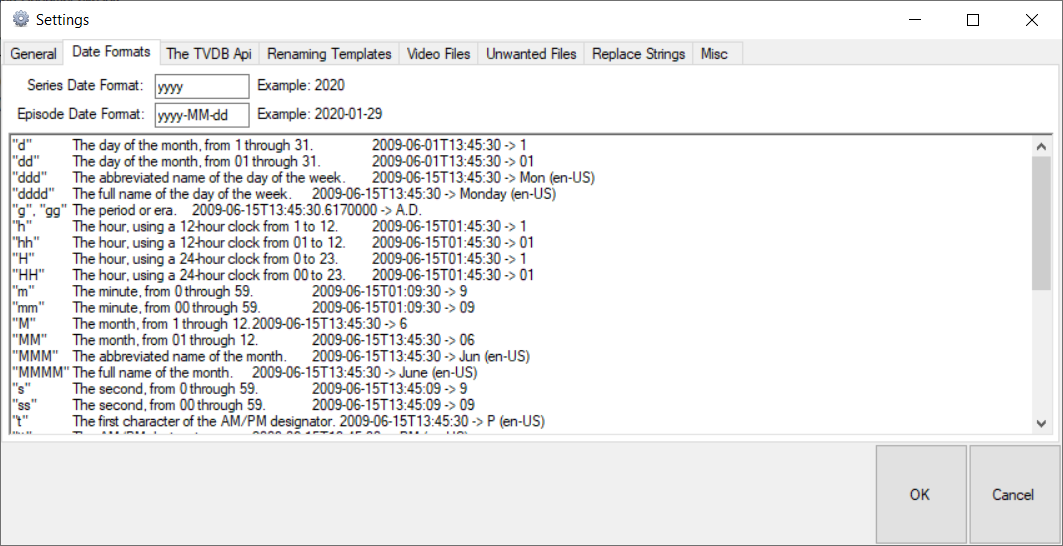 Settings
General Date Formats The TVDB Api Renaming Templates Video Files Unwanted Files Replace Strings Misc
Series Date Format: yyyy Example: 2020
Episode Date Format: yyyy-MM-dd Example: 2020-01-29
"d" The day of the month, from 1 through 31. 2009-06-01T13:45:30 -> 1
"dd" The day of the month, from 01 through 31. 2009-06-01T13:45:30 -> 01
"ddd" The abbreviated name of the day of the week. 2009-06-15T13:45:30 -> Mon (en-US)
"dddd" The full name of the day of the week. 2009-06-15T13:45:30 -> Monday (en-US)
"g", "gg" The period or era. 2009-06-15T13:45:30.6170000 -> A.D.
"h" The hour, using a 12-hour clock from 1 to 12. 2009-06-15T01:45:30 -> 1
"hh" The hour, using a 12-hour clock from 01 to 12. 2009-06-15T01:45:30 -> 01
"H" The hour, using a 24-hour clock from 0 to 23. 2009-06-15T01:45:30 -> 1
"HH" The hour, using a 24-hour clock from 00 to 23. 2009-06-15T01:45:30 -> 01
"m" The minute, from 0 through 59. 2009-06-15T01:09:30 -> 9
"mm" The minute, from 00 through 59. 2009-06-15T01:09:30 -> 09
"M" The month, from 1 through 12. 2009-06-15T13:45:30 -> 6
"MM" The month, from 01 through 12. 2009-06-15T13:45:30 -> 06
"MMM" The abbreviated name of the month. 2009-06-15T13:45:30 -> Jun (en-US)
"MMMM" The full name of the month. 2009-06-15T13:45:30 -> June (en-US)
"s" The second, from 0 through 59. 2009-06-15T13:45:09 -> 9
"ss" The second, from 00 through 59. 2009-06-15T13:45:09 -> 09
"t" The first character of the AM/PM designator. 2009-06-15T13:45:30 -> P (en-US)
OK Cancel